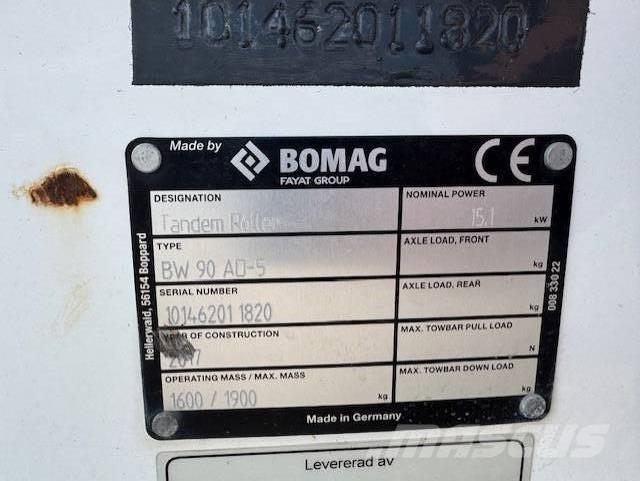 101462011820
Made by BOMAG CE
FAYAT GROUP
DESIGNATION
Tandem Roller
NOMINAL POWER
15.1 kW
TYPE
BW 90 AD-5
AXLE LOAD, FRONT
kg
SERIAL NUMBER
10146201 1820
AXLE LOAD, REAR
kg
YEAR OF CONSTRUCTION
2017
MAX. TOWBAR PULL LOAD
N
OPERATING MASS / MAX. MASS
1600 / 1900 kg
MAX. TOWBAR DOWN LOAD
kg
Hellerwald, 56154 Boppard
008 330 22
Made in Germany
MASCUS
Levererad av